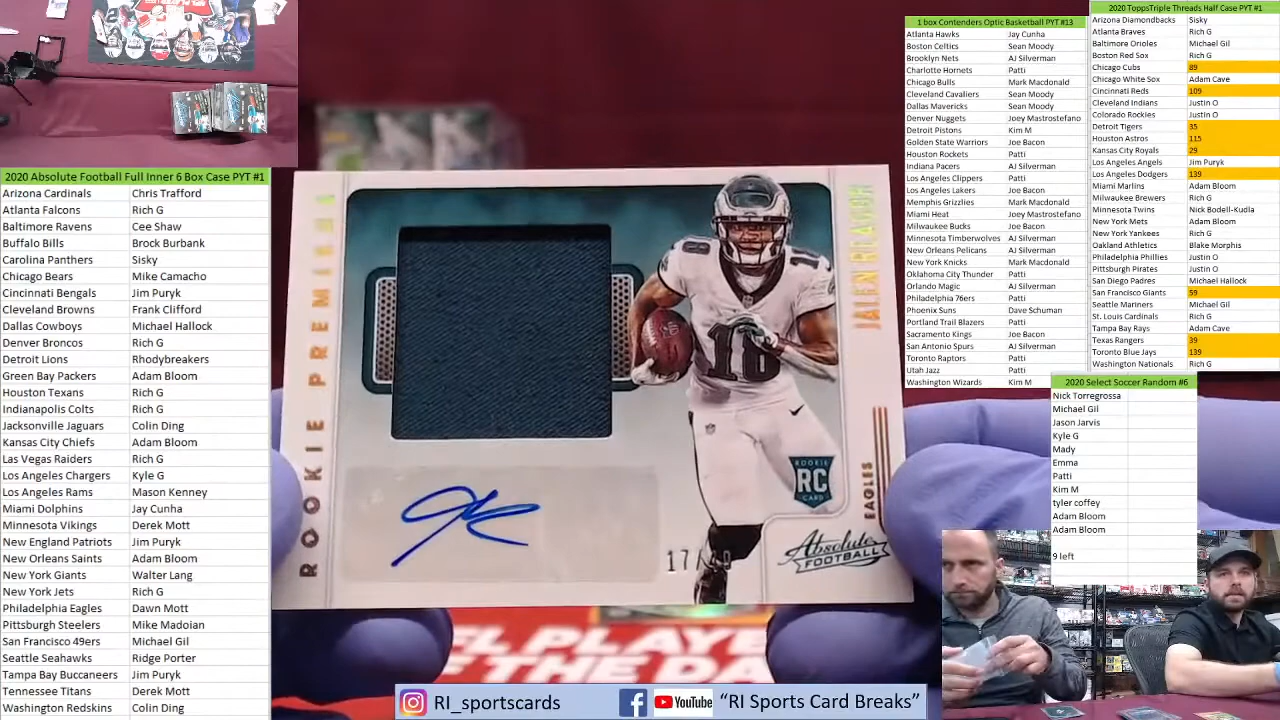 2020 Absolute Football Full Inner 6 Box Case PYT #1
Arizona Cardinals Chris Trafford
Atlanta Falcons Rich G
Baltimore Ravens Cee Shaw
Buffalo Bills Brock Burbank
Carolina Panthers Sisky
Chicago Bears Mike Camacho
Cincinnati Bengals Jim Puryk
Cleveland Browns Frank Clifford
Dallas Cowboys Michael Hallock
Denver Broncos Rich G
Detroit Lions Rhodybreakers
Green Bay Packers Adam Bloom
Houston Texans Rich G
Indianapolis Colts Rich G
Jacksonville Jaguars Colin Ding
Kansas City Chiefs Adam Bloom
Las Vegas Raiders Rich G
Los Angeles Chargers Kyle G
Los Angeles Rams Mason Kenney
Miami Dolphins Jay Cunha
Minnesota Vikings Derek Mott
New England Patriots Jim Puryk
New Orleans Saints Adam Bloom
New York Giants Walter Lang
New York Jets Rich G
Philadelphia Eagles Dawn Mott
Pittsburgh Steelers Mike Madoian
San Francisco 49ers Michael Gil
Seattle Seahawks Ridge Porter
Tampa Bay Buccaneers Jim Puryk
Tennessee Titans Derek Mott
Washington Redskins Colin Ding
ROOKIE PREMIERE
18
18
RC
ROOKIE CARD
EAGLES
Absolute
FOOTBALL
RI_sportscards
YouTube
"RI Sports Card Breaks"
1 box Contenders Optic Basketball PYT #13
Atlanta Hawks Jay Cunha
Boston Celtics Sean Moody
Brooklyn Nets AJ Silverman
Charlotte Hornets Patti
Chicago Bulls Mark Macdonald
Cleveland Cavaliers Sean Moody
Dallas Mavericks Sean Moody
Denver Nuggets Joey Mastrostefano
Detroit Pistons Kim M
Golden State Warriors Joe Bacon
Houston Rockets Patti
Indiana Pacers AJ Silverman
Los Angeles Clippers Patti
Los Angeles Lakers Joe Bacon
Memphis Grizzlies Mark Macdonald
Miami Heat Joey Mastrostefano
Milwaukee Bucks Joe Bacon
Minnesota Timberwolves AJ Silverman
New Orleans Pelicans AJ Silverman
New York Knicks Mark Macdonald
Oklahoma City Thunder Patti
Orlando Magic AJ Silverman
Philadelphia 76ers Patti
Phoenix Suns Dave Schuman
Portland Trail Blazers Patti
Sacramento Kings Joe Bacon
San Antonio Spurs AJ Silverman
Toronto Raptors Patti
Utah Jazz Patti
Washington Wizards Kim M
2020 ToppsTriple Threads Half Case PYT #1
Arizona Diamondbacks Sisky
Atlanta Braves Rich G
Baltimore Orioles Michael Gil
Boston Red Sox Rich G
Chicago Cubs 89
Chicago White Sox Adam Cave
Cincinnati Reds 109
Cleveland Indians Justin O
Colorado Rockies Justin O
Detroit Tigers 35
Houston Astros 115
Kansas City Royals 29
Los Angeles Angels Jim Puryk
Los Angeles Dodgers 139
Miami Marlins Adam Bloom
Milwaukee Brewers Rich G
Minnesota Twins Nick Bodell-Kudla
New York Mets Adam Bloom
New York Yankees Rich G
Oakland Athletics Blake Morphis
Philadelphia Phillies Justin O
Pittsburgh Pirates Justin O
San Diego Padres Michael Hallock
San Francisco Giants 59
Seattle Mariners Michael Gil
St. Louis Cardinals Rich G
Tampa Bay Rays Adam Cave
Texas Rangers 39
Toronto Blue Jays 139
Washington Nationals Rich G
2020 Select Soccer Random #6
Nick Torregrossa
Michael Gil
Jason Jarvis
Kyle G
Mady
Emma
Patti
Kim M
tyler coffey
Adam Bloom
Adam Bloom
9 left